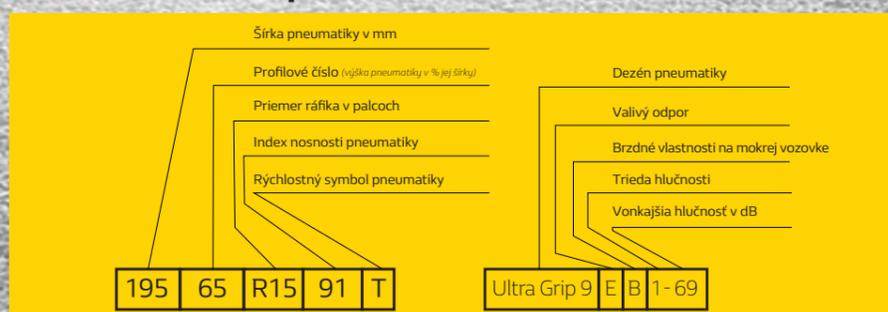 Šírka pneumatiky v mm
Profilové číslo (výška pneumatiky v % jej šírky)
Priemer ráfika v palcoch
Index nosnosti pneumatiky
Rýchlostný symbol pneumatiky
195 65 R15 91 T
Dezén pneumatiky
Valivý odpor
Brzdné vlastnosti na mokrej vozovke
Trieda hlučnosti
Vonkajšia hlučnosť v dB
Ultra Grip 9 E B 1-69